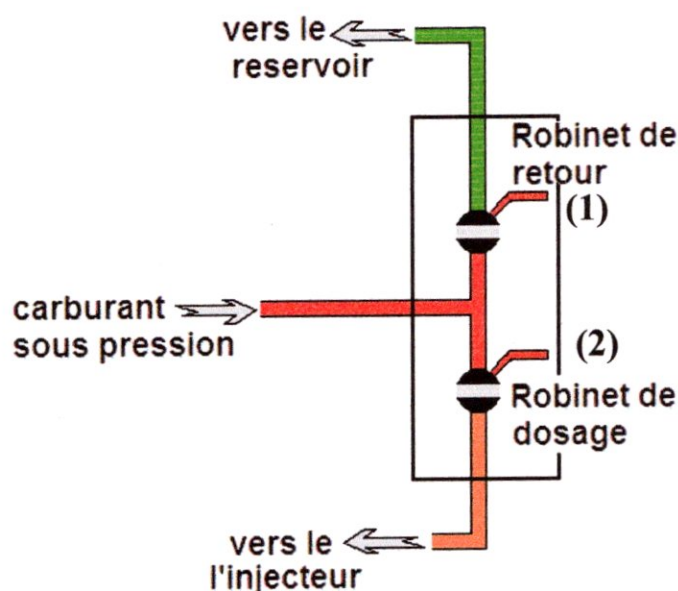 vers le
reservoir
Robinet de
retour
(1)
carburant
sous pression
(2)
Robinet de
dosage
vers le
l'injecteur